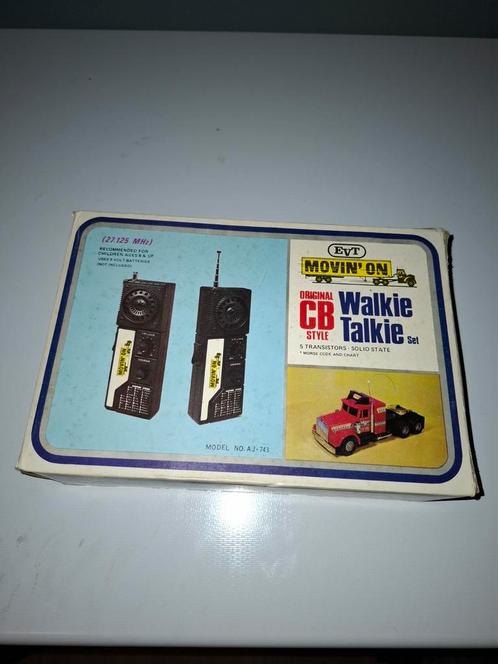 (27.125 MHz)
RECOMMENDED FOR
CHILDREN AGES 8 & UP
USES 9 VOLT BATTERIES
(NOT INCLUDED)
EVT
MOVIN' ON
ORIGINAL
CB
STYLE
Walkie
Talkie Set
5 TRANSISTORS · SOLID STATE
* MORSE CODE AND CHART
MODEL NO. AJ-743